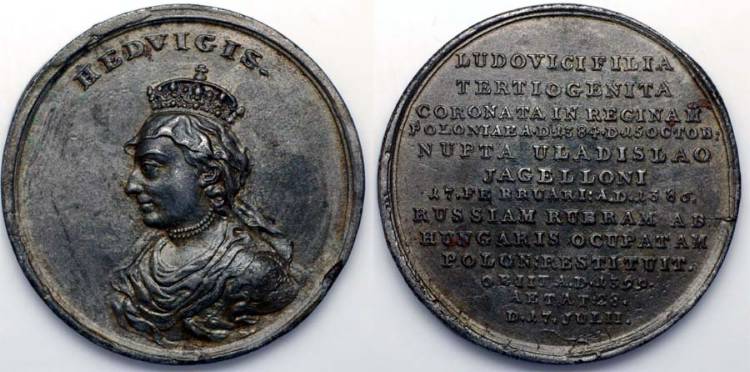 HEDVIGIS.
LUDOVICI FILIA
TERTIOGENITA
CORONATA IN REGINAM
POLONIAE A.D.1384.D.15 OCTOB:
NUPTA ULADISLAO
JAGELLONI
17.FEBRUARI:A.D.1386.
RUSSIAM RUBRAM AB
HUNGARIS OCUPATAM
POLON:RESTITUIT.
OBIIT A.D.1399.
AETAT.28.
D.17.JULII.